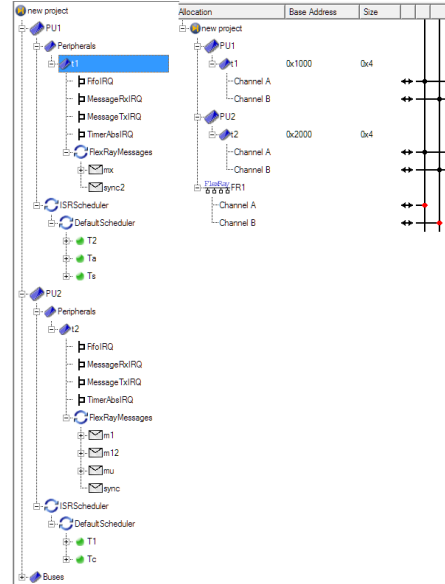 new project
PU1
Peripherals
t1
FifoIRQ
MessageRxIRQ
MessageTxIRQ
TimerAbsIRQ
FlexRayMessages
mx
sync2
ISRScheduler
DefaultScheduler
T2
Ta
Ts
PU2
Peripherals
t2
FifoIRQ
MessageRxIRQ
MessageTxIRQ
TimerAbsIRQ
FlexRayMessages
m1
m12
mu
sync
ISRScheduler
DefaultScheduler
T1
Tc
Buses
Allocation Base Address Size
new project
PU1
t1 0x1000 0x4
Channel A
Channel B
PU2
t2 0x2000 0x4
Channel A
Channel B
FlexRay FR1
Channel A
Channel B